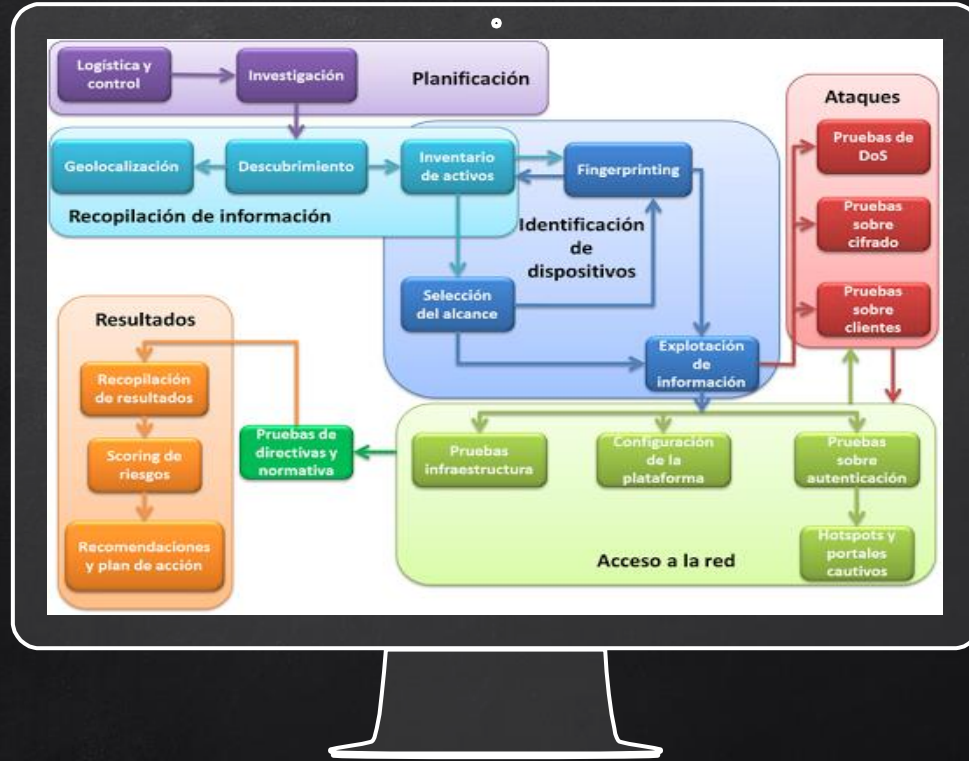 Logística y
control
Investigación
Planificación
Geolocalización
Descubrimiento
Inventario
de activos
Recopilación de información
Fingerprinting
Identificación
de
dispositivos
Selección
del alcance
Explotación
de
información
Ataques
Pruebas de
DoS
Pruebas
sobre
cifrado
Pruebas
sobre
clientes
Resultados
Recopilación
de resultados
Scoring de
riesgos
Recomendaciones
y plan de acción
Pruebas de
directivas y
normativa
Pruebas
infraestructura
Configuración
de la
plataforma
Pruebas
sobre
autenticación
Hotspots y
portales
cautivos
Acceso a la red